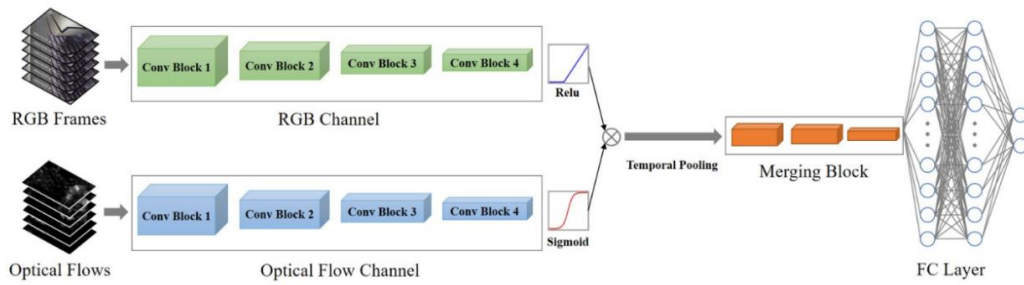 Conv Block 1
Conv Block 2
Conv Block 3
Conv Block 4
Relu
RGB Frames
RGB Channel
Temporal Pooling
Merging Block
Conv Block 1
Conv Block 2
Conv Block 3
Conv Block 4
Sigmoid
Optical Flows
Optical Flow Channel
FC Layer